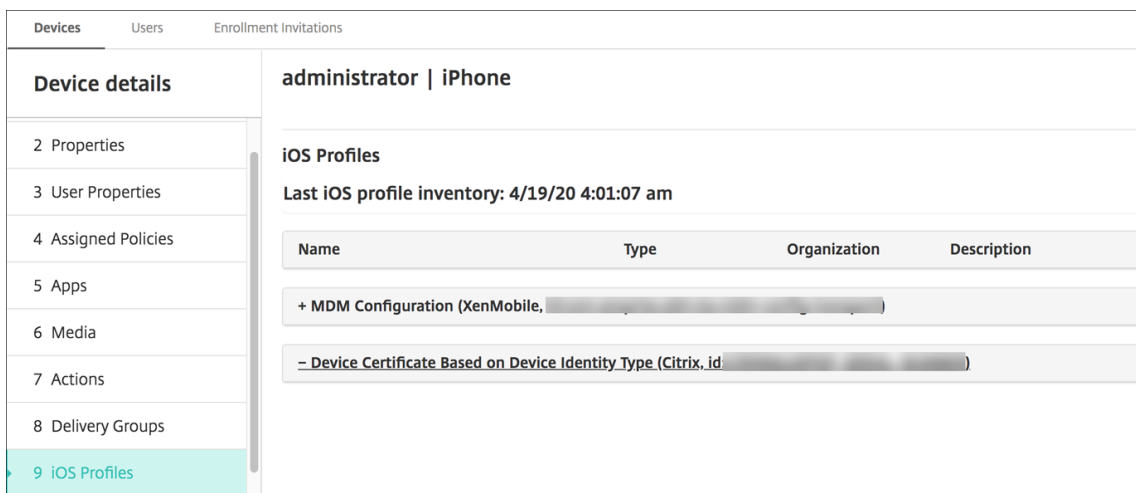 Devices Users Enrollment Invitations
Device details
administrator | iPhone
2 Properties
3 User Properties
4 Assigned Policies
5 Apps
6 Media
7 Actions
8 Delivery Groups
9 iOS Profiles
iOS Profiles
Last iOS profile inventory: 4/19/20 4:01:07 am
Name Type Organization Description
+ MDM Configuration (XenMobile, )
– Device Certificate Based on Device Identity Type (Citrix, id: )